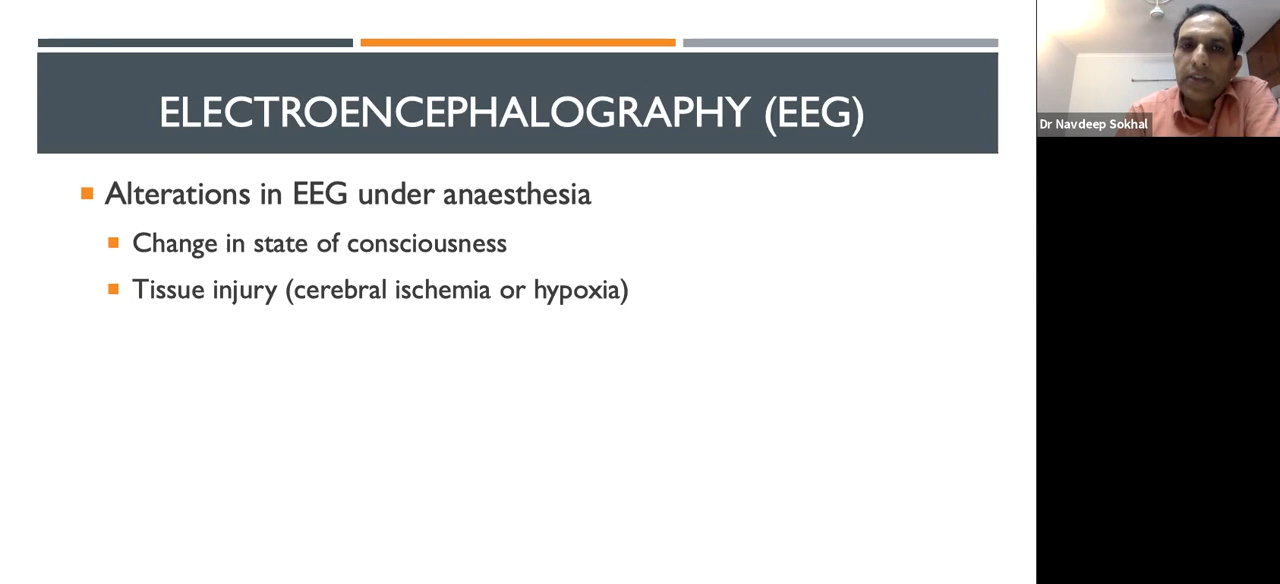 ELECTROENCEPHALOGRAPHY (EEG)
Alterations in EEG under anaesthesia
Change in state of consciousness
Tissue injury (cerebral ischemia or hypoxia)
Dr Navdeep Sokhal